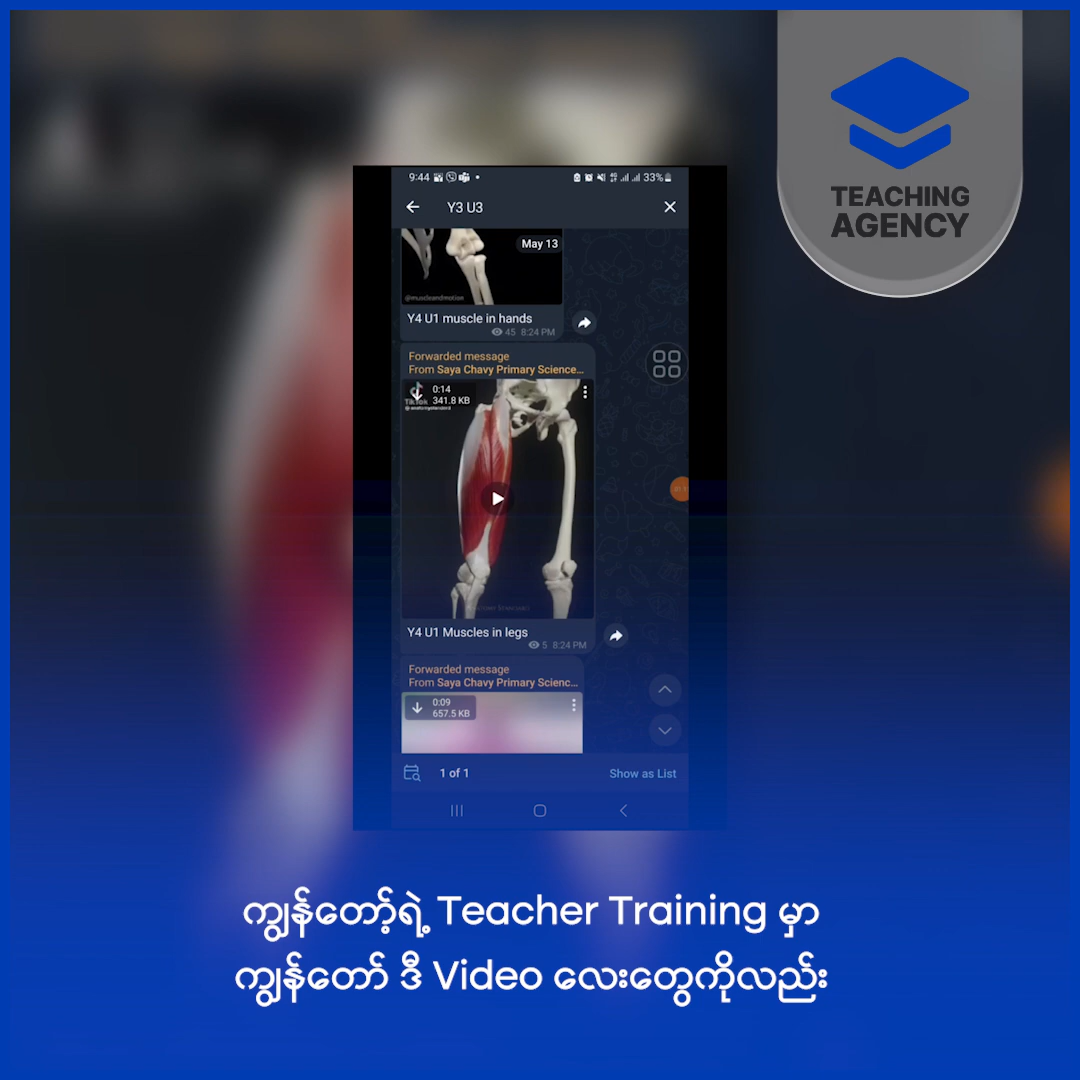 TEACHING
AGENCY
9:44
33%
Y3 U3
May 13
@muscleandmotion
Y4 U1 muscle in hands
45 8:24 PM
Forwarded message
From Saya Chavy Primary Science...
0:14
341.8 KB
TikTok
Y4 U1 Muscles in legs
5 8:24 PM
Forwarded message
From Saya Chavy Primary Scienc...
0:09
657.5 KB
1 of 1
Show as List
ကျွန်တော့်ရဲ့ Teacher Training မှာ
ကျွန်တော် ဒီ Video လေးတွေကိုလည်း